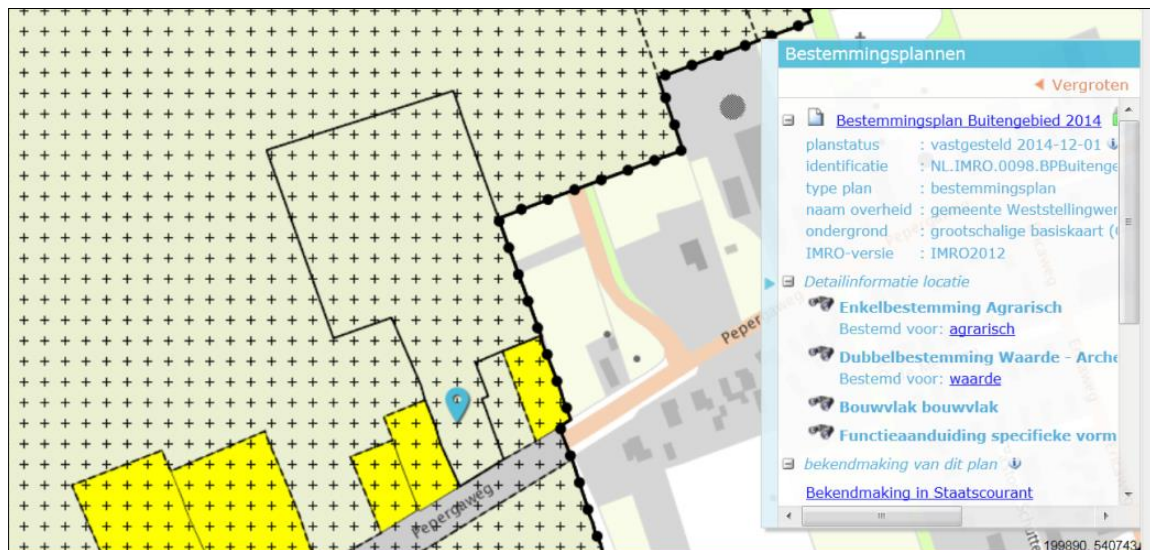 Bestemmingsplannen
Vergroten
Bestemmingsplan Buitengebied 2014
planstatus : vastgesteld 2014-12-01
identificatie : NL.IMRO.0098.BPBuitenge
type plan : bestemmingsplan
naam overheid : gemeente Weststellingwer
ondergrond : grootschalige basiskaart (
IMRO-versie : IMRO2012
Detailinformatie locatie
Enkelbestemming Agrarisch
Bestemd voor: agrarisch
Dubbelbestemming Waarde - Arche
Bestemd voor: waarde
Bouwvlak bouwvlak
Functieaanduiding specifieke vorm
bekendmaking van dit plan
Bekendmaking in Staatscourant
Pepergaweg
Pepergaweg
199890, 540743